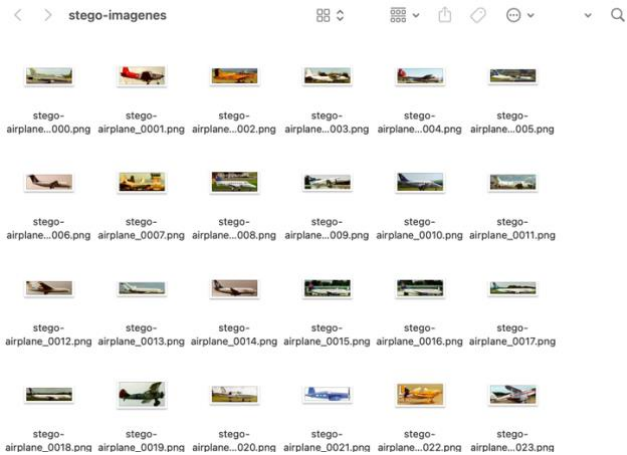 stego-imagenes
stego- stego- stego- stego- stego- stego-
airplane...000.png airplane_0001.png airplane...002.png airplane...003.png airplane...004.png airplane...005.png
stego- stego- stego- stego- stego- stego-
airplane...006.png airplane_0007.png airplane...008.png airplane...009.png airplane_0010.png airplane_0011.png
stego- stego- stego- stego- stego- stego-
airplane_0012.png airplane_0013.png airplane_0014.png airplane_0015.png airplane_0016.png airplane_0017.png
stego- stego- stego- stego- stego- stego-
airplane_0018.png airplane_0019.png airplane...020.png airplane_0021.png airplane...022.png airplane...023.png